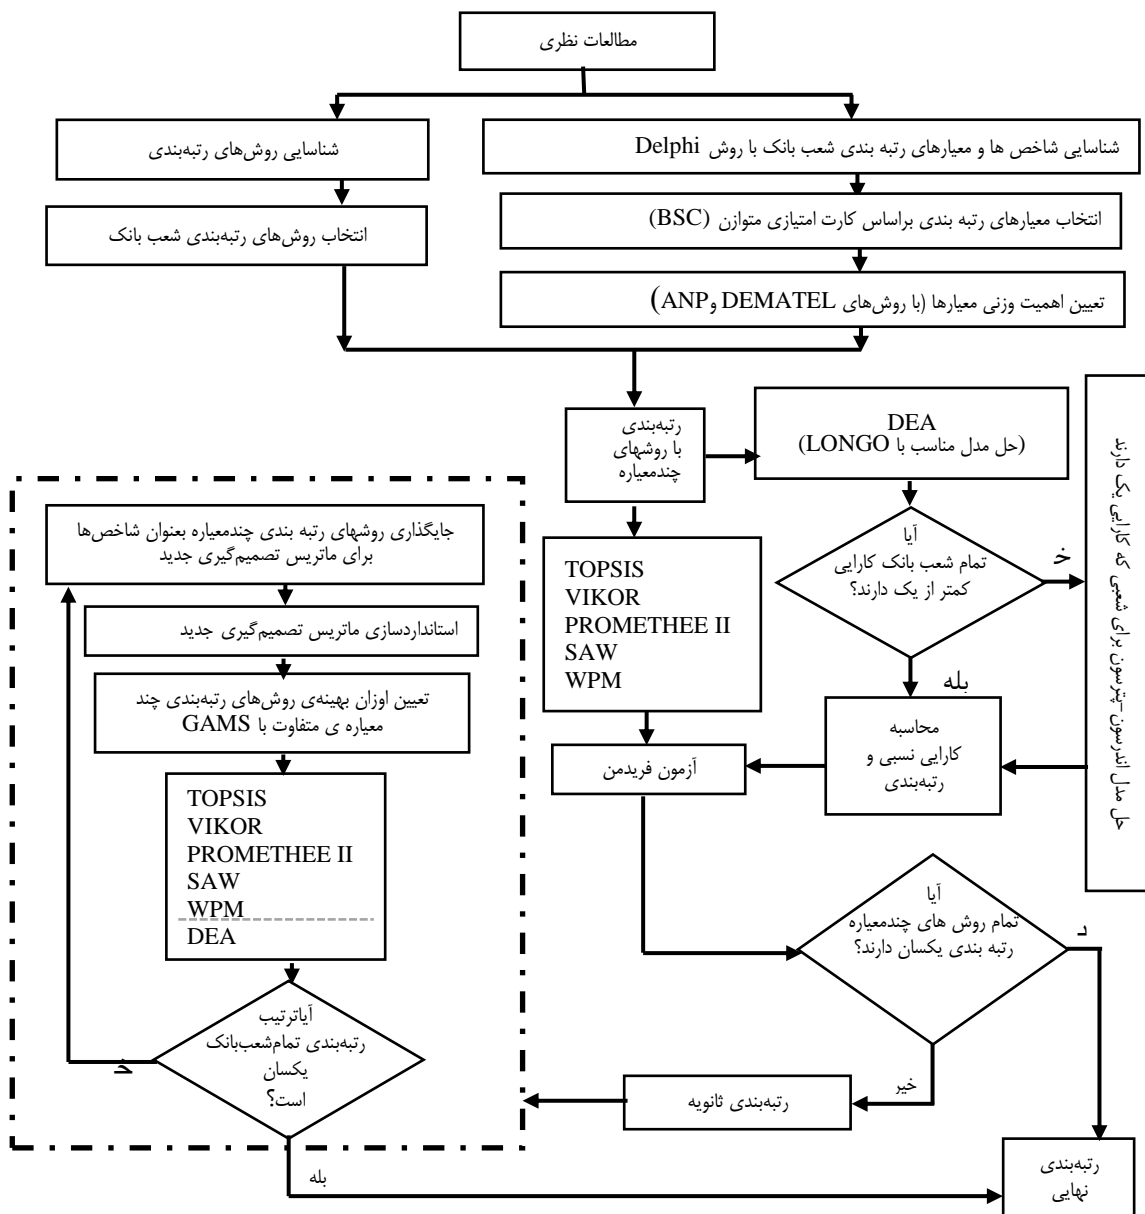 مطالعات نظری
شناسایی شاخص ها و معیارهای رتبه بندی شعب بانک با روش Delphi
شناسایی روش‌های رتبه‌بندی
انتخاب معیارهای رتبه بندی براساس کارت امتیازی متوازن (BSC)
انتخاب روش‌های رتبه‌بندی شعب بانک
تعیین اهمیت وزنی معیارها (با روش‌های DEMATEL وANP)
رتبه‌بندی
با روشهای
چندمعیاره
DEA
(حل مدل مناسب با LONGO)
حل مدل اندرسون-پترسون برای شعبی که کارایی یک دارند
آیا
تمام شعب بانک کارایی
کمتر از یک دارند؟
بله
TOPSIS
VIKOR
PROMETHEE II
SAW
WPM
محاسبه
کارایی نسبی و
رتبه‌بندی
آزمون فریدمن
آیا
تمام روش های چندمعیاره
رتبه بندی یکسان دارند؟
خیر
رتبه‌بندی ثانویه
جایگذاری روشهای رتبه بندی چندمعیاره بعنوان شاخص‌ها
برای ماتریس تصمیم‌گیری جدید
استانداردسازی ماتریس تصمیم‌گیری جدید
تعیین اوزان بهینه‌ی روش‌های رتبه‌بندی چند
معیاره ی متفاوت با GAMS
TOPSIS
VIKOR
PROMETHEE II
SAW
WPM
DEA
آیاترتیب
رتبه‌بندی تمام‌شعب‌بانک
یکسان
است؟
بله
رتبه‌بندی
نهایی